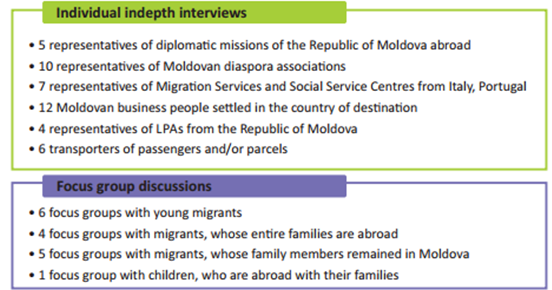 Individual indepth interviews
• 5 representatives of diplomatic missions of the Republic of Moldova abroad
• 10 representatives of Moldovan diaspora associations
• 7 representatives of Migration Services and Social Service Centres from Italy, Portugal
• 12 Moldovan business people settled in the country of destination
• 4 representatives of LPAs from the Republic of Moldova
• 6 transporters of passengers and/or parcels
Focus group discussions
• 6 focus groups with young migrants
• 4 focus groups with migrants, whose entire families are abroad
• 5 focus groups with migrants, whose family members remained in Moldova
• 1 focus group with children, who are abroad with their families